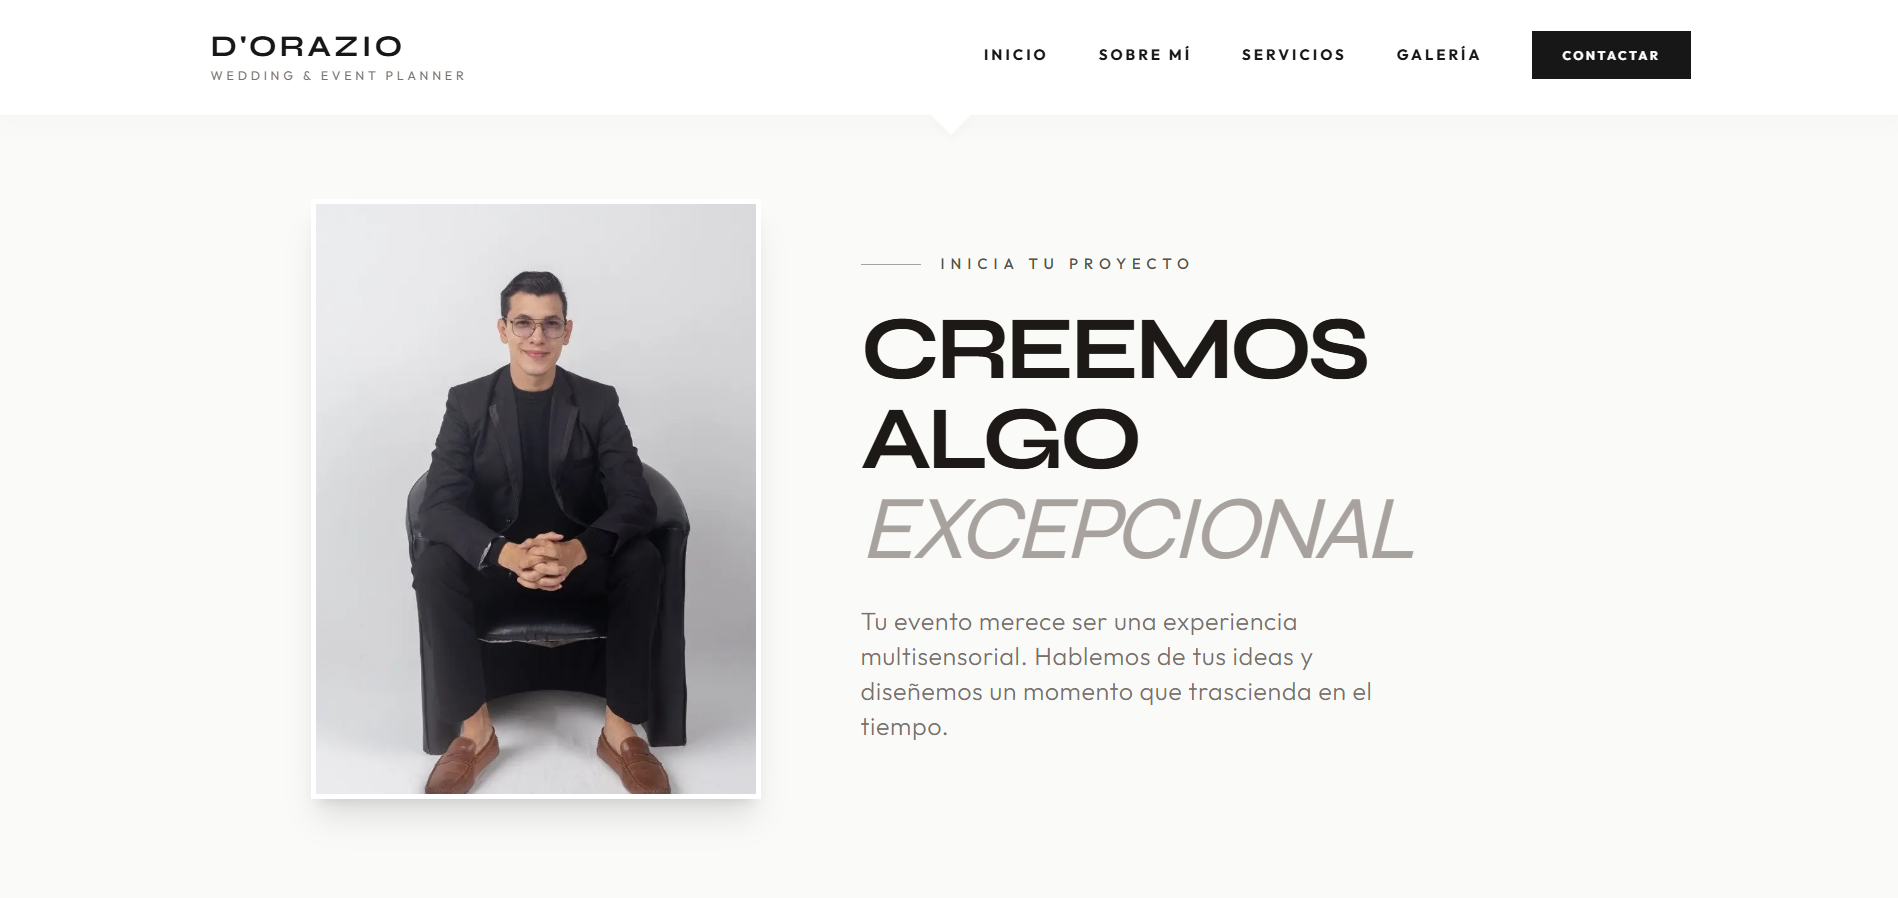 D'ORAZIO
WEDDING & EVENT PLANNER
INICIO
SOBRE MÍ
SERVICIOS
GALERÍA
CONTACTAR
INICIA TU PROYECTO
CREEMOS
ALGO
EXCEPCIONAL
Tu evento merece ser una experiencia
multisensorial. Hablemos de tus ideas y
diseñemos un momento que trascienda en el
tiempo.